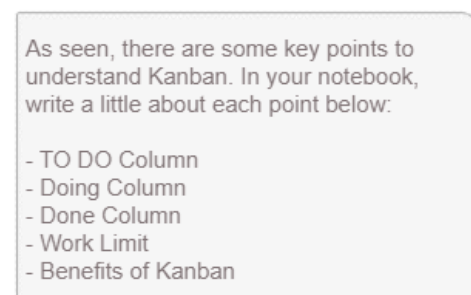 As seen, there are some key points to
understand Kanban. In your notebook,
write a little about each point below:
- TO DO Column
- Doing Column
- Done Column
- Work Limit
- Benefits of Kanban